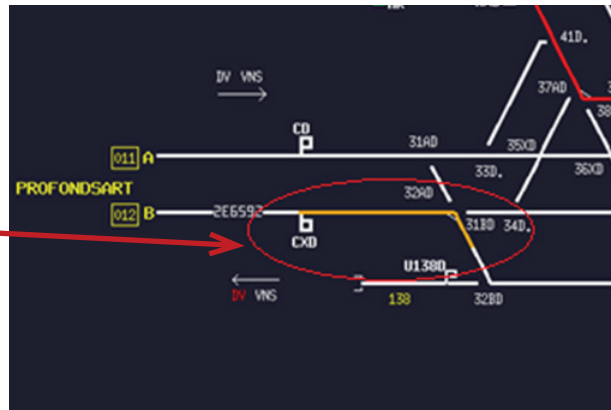 41D.
DV VNS
37AD
38
CD
31AD
35XD
011 A
33D.
36XD
PROFONDSART
32AD
012 B
2E6592
31BD 34D.
CXD
U138D
DV VNS
138
32BD